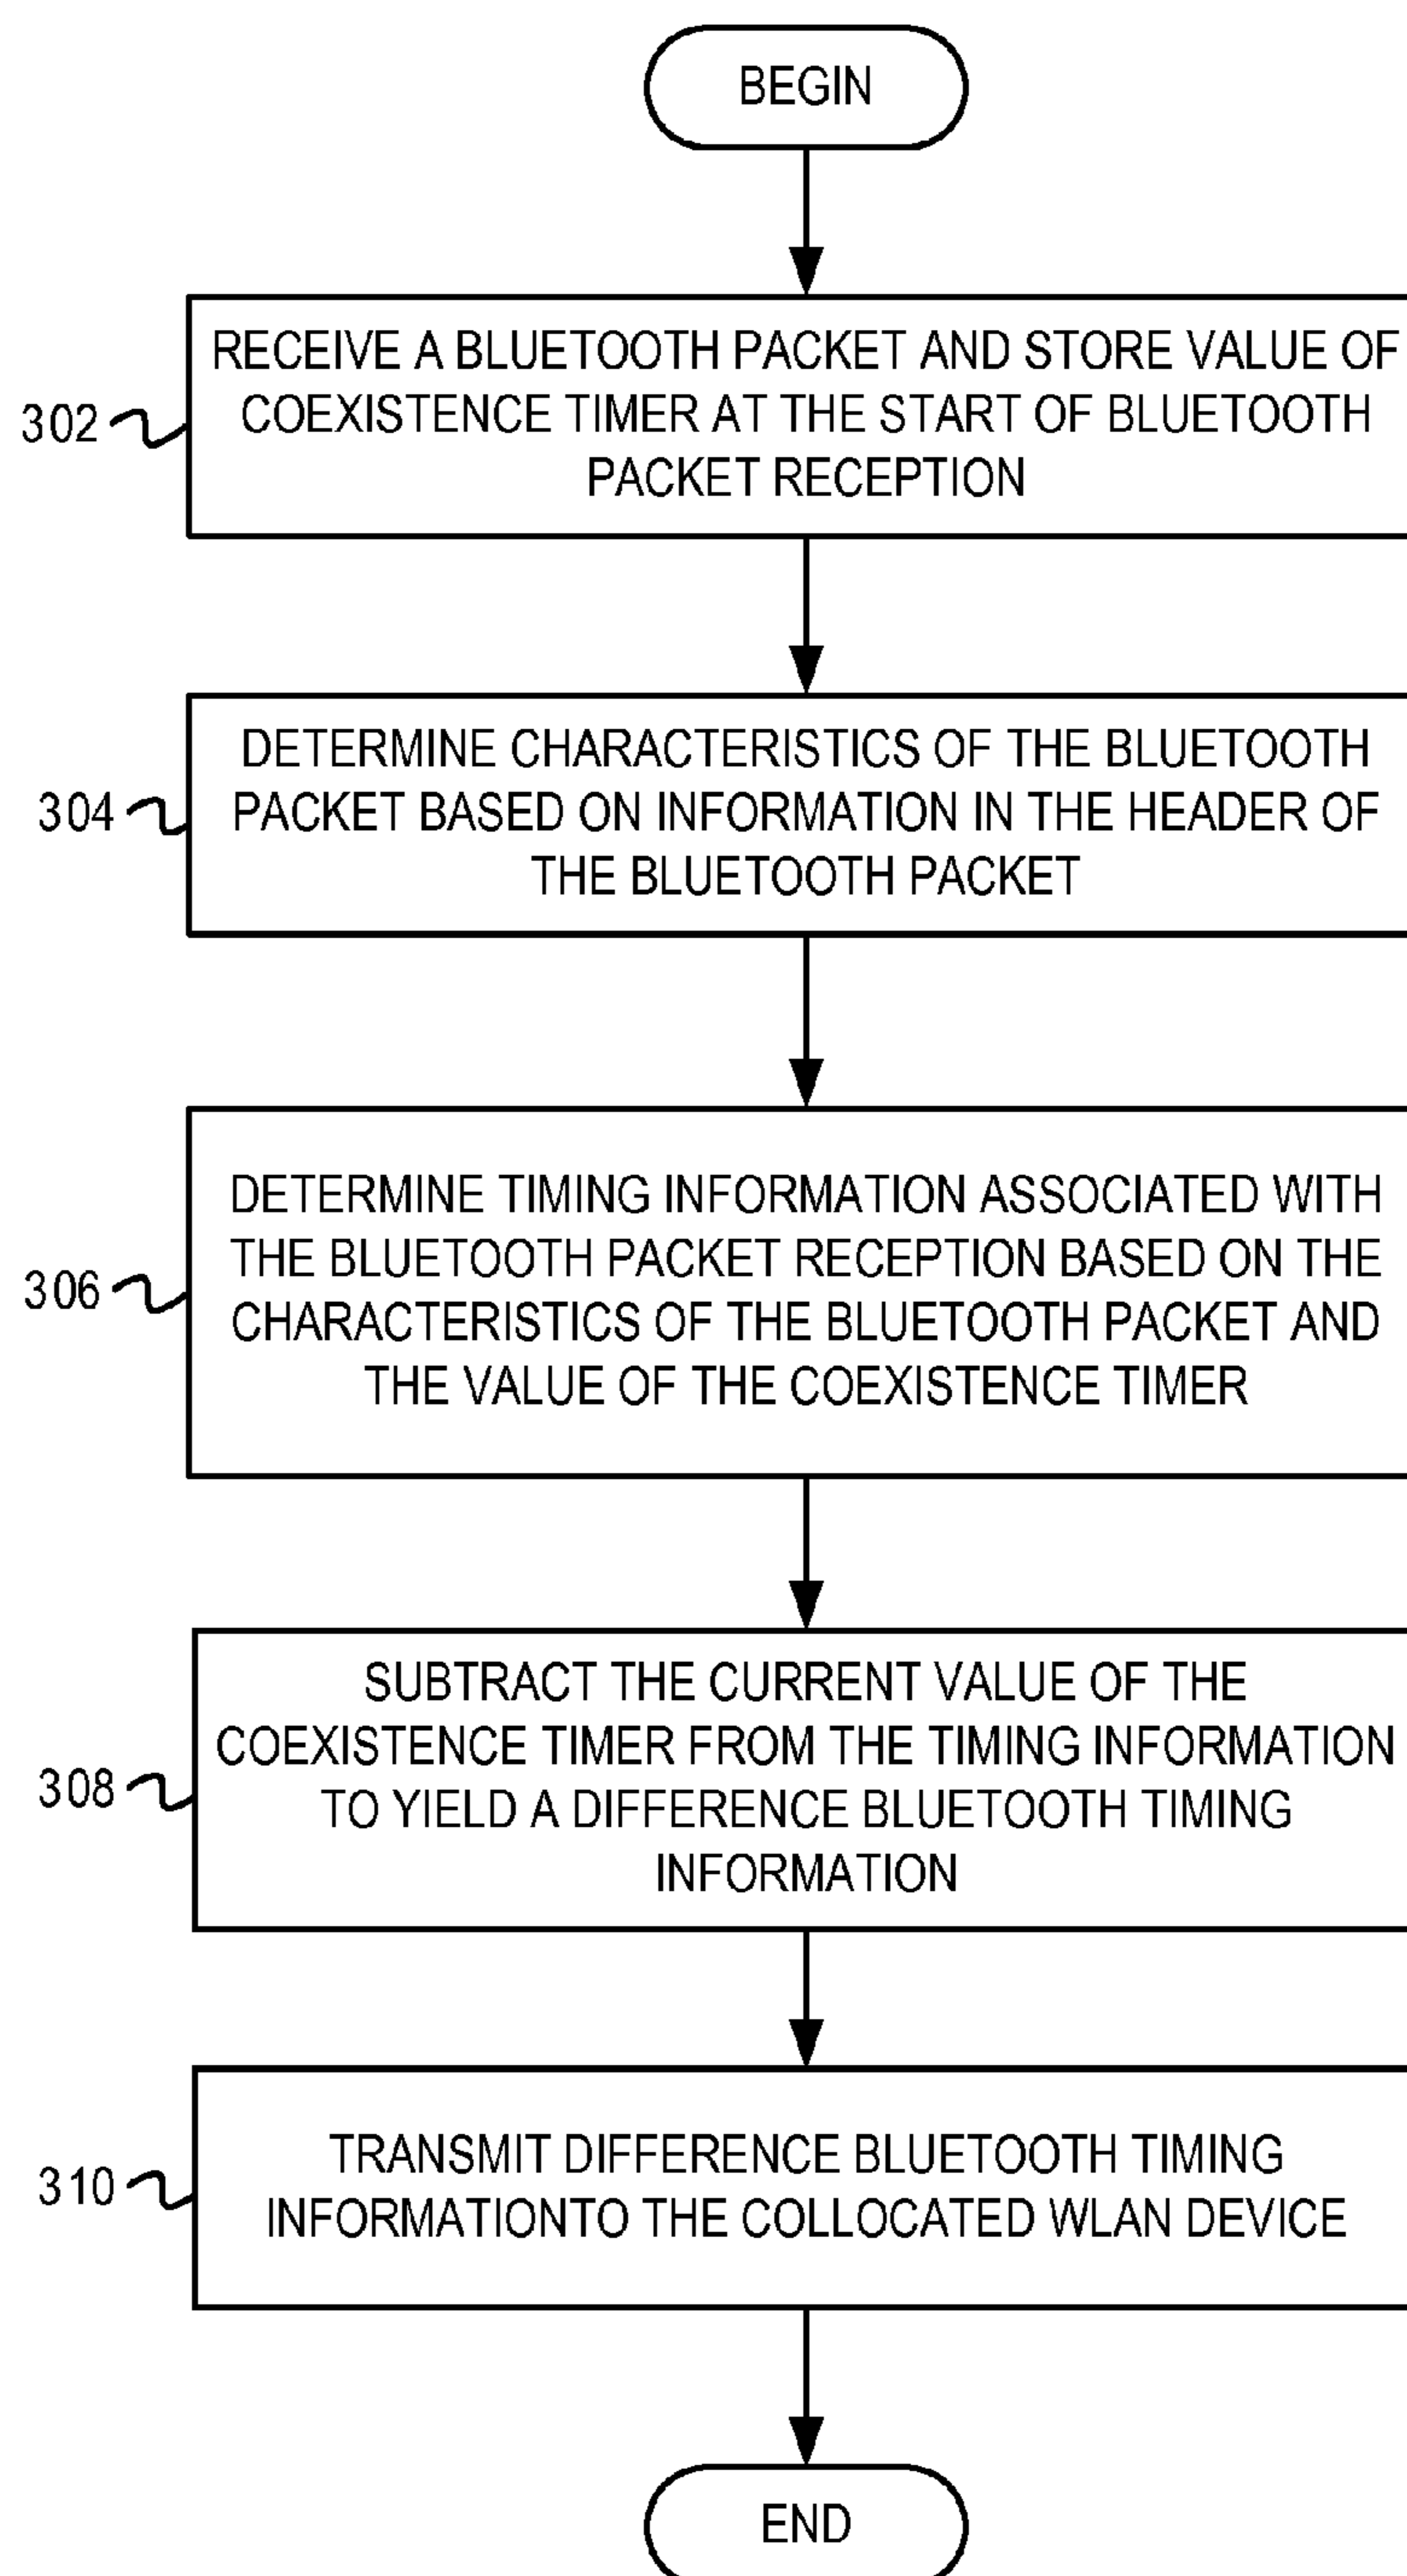 BEGIN
RECEIVE A BLUETOOTH PACKET AND STORE VALUE OF
COEXISTENCE TIMER AT THE START OF BLUETOOTH
PACKET RECEPTION
302
DETERMINE CHARACTERISTICS OF THE BLUETOOTH
PACKET BASED ON INFORMATION IN THE HEADER OF
THE BLUETOOTH PACKET
304
DETERMINE TIMING INFORMATION ASSOCIATED WITH
THE BLUETOOTH PACKET RECEPTION BASED ON THE
CHARACTERISTICS OF THE BLUETOOTH PACKET AND
THE VALUE OF THE COEXISTENCE TIMER
306
SUBTRACT THE CURRENT VALUE OF THE
COEXISTENCE TIMER FROM THE TIMING INFORMATION
TO YIELD A DIFFERENCE BLUETOOTH TIMING
INFORMATION
308
TRANSMIT DIFFERENCE BLUETOOTH TIMING
INFORMATIONTO THE COLLOCATED WLAN DEVICE
310
END